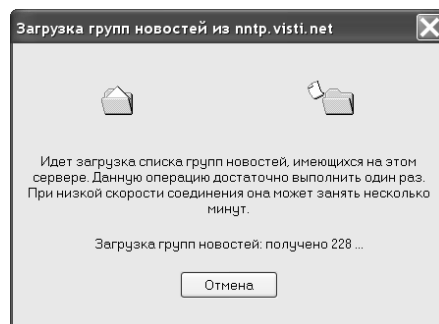 Загрузка групп новостей из nntp.visti.net
Идет загрузка списка групп новостей, имеющихся на этом
сервере. Данную операцию достаточно выполнить один раз.
При низкой скорости соединения она может занять несколько
минут.
Загрузка групп новостей: получено 228 ...
Отмена